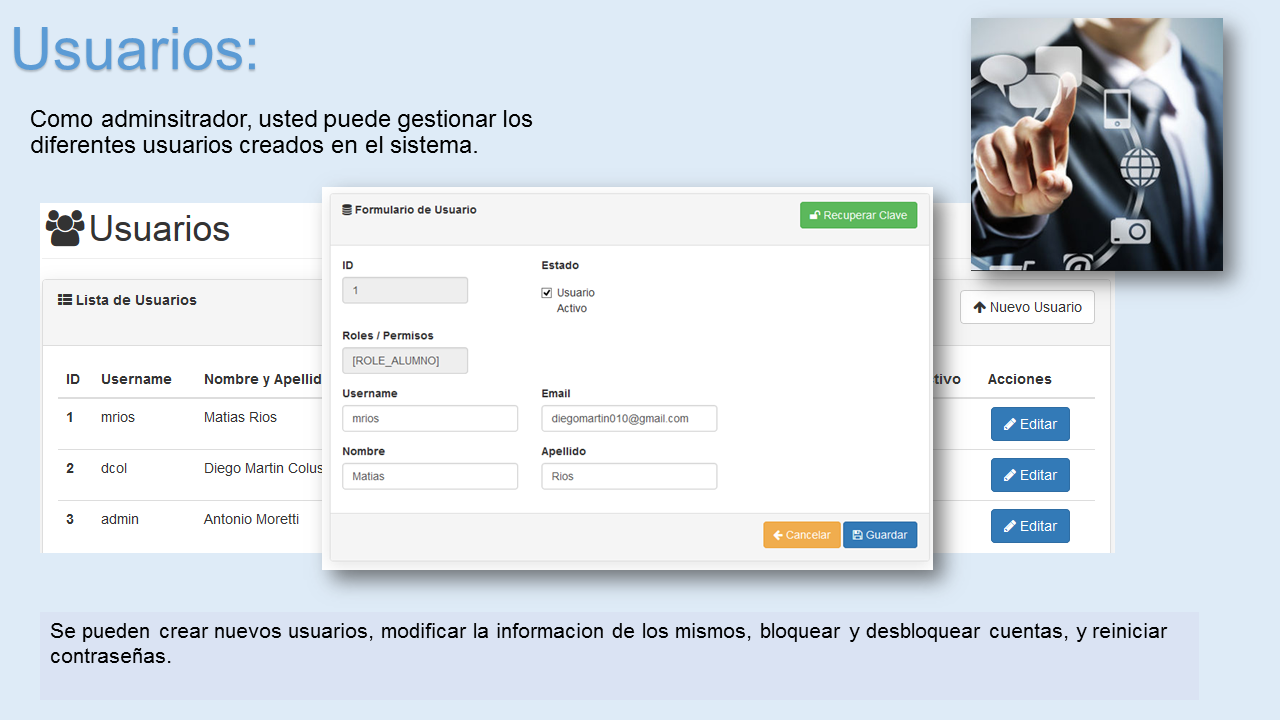 Usuarios:
Como adminsitrador, usted puede gestionar los
diferentes usuarios creados en el sistema.
Usuarios
Lista de Usuarios
Nuevo Usuario
ID Username Nombre y Apellid tivo Acciones
1 mrios Matias Rios Editar
2 dcol Diego Martin Colus Editar
3 admin Antonio Moretti Editar
Formulario de Usuario
Recuperar Clave
ID Estado
1 Usuario
Activo
Roles / Permisos
[ROLE_ALUMNO]
Username Email
mrios diegomartin010@gmail.com
Nombre Apellido
Matias Rios
Cancelar Guardar
Se pueden crear nuevos usuarios, modificar la informacion de los mismos, bloquear y desbloquear cuentas, y reiniciar
contraseñas.